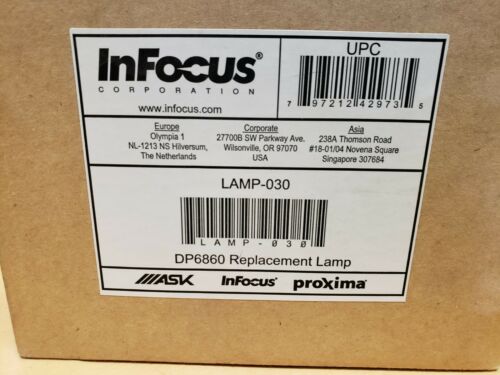 InFocus®
CORPORATION
www.infocus.com
UPC
7 97212 42973 5
Europe
Olympia 1
NL-1213 NS Hilversum,
The Netherlands
Corporate
27700B SW Parkway Ave.
Wilsonville, OR 97070
USA
Asia
238A Thomson Road
#18-01/04 Novena Square
Singapore 307684
LAMP-030
LAMP-030
DP6860 Replacement Lamp
ASK InFocus® proxima®